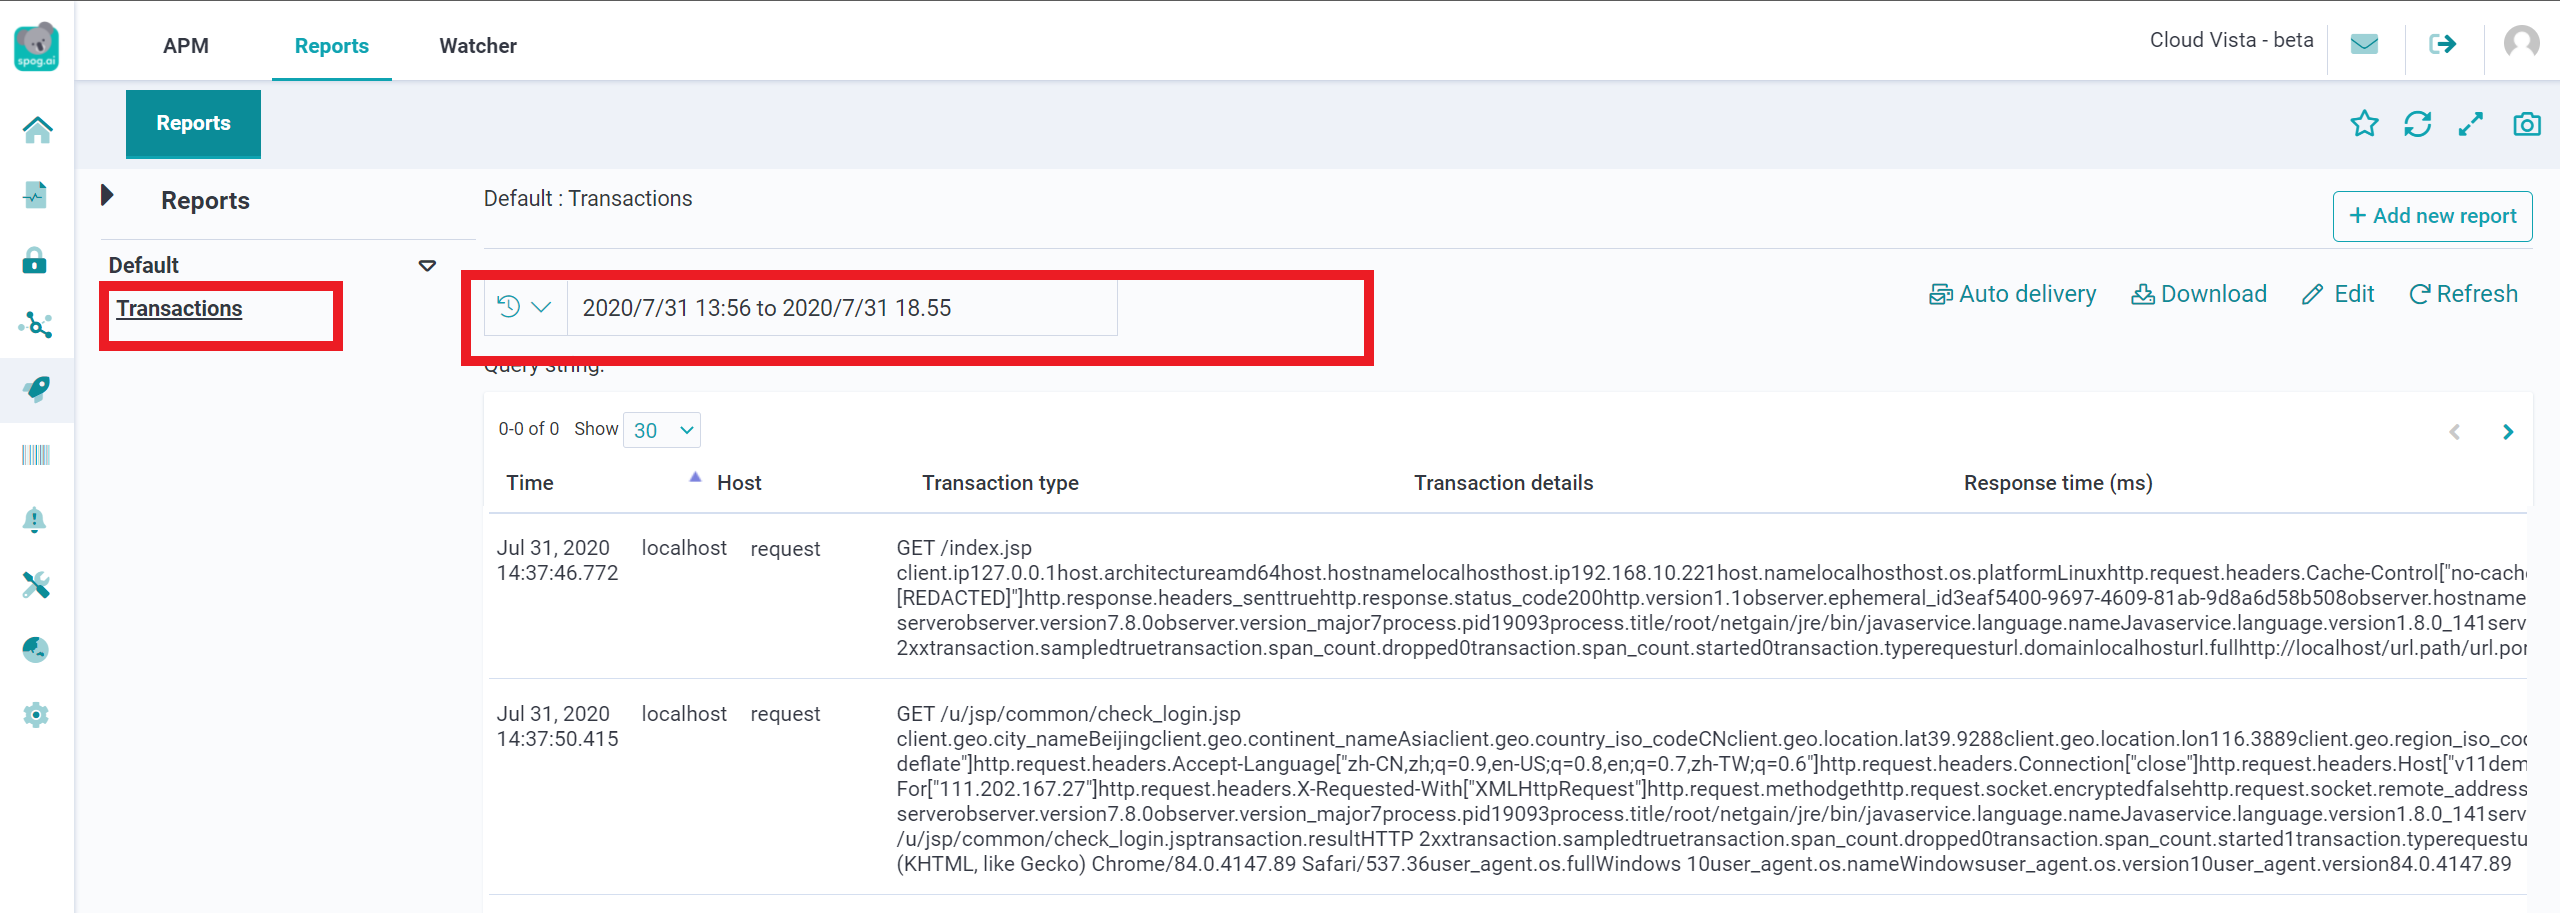 spog.ai
APM
Reports
Watcher
Cloud Vista - beta
Reports
Reports
Default : Transactions
+ Add new report
Default
Transactions
2020/7/31 13:56 to 2020/7/31 18.55
Auto delivery
Download
Edit
Refresh
Query string:
0-0 of 0 Show 30
Time Host Transaction type Transaction details Response time (ms)
Jul 31, 2020
14:37:46.772
localhost
request
GET /index.jsp
client.ip127.0.0.1host.architectureamd64host.hostnamelocalhosthost.ip192.168.10.221host.namelocalhosthost.os.platformLinuxhttp.request.headers.Cache-Control["no-cache
[REDACTED]"]http.response.headers_senttruehttp.response.status_code200http.version1.1observer.ephemeral_id3eaf5400-9697-4609-81ab-9d8a6d58b508observer.hostname
serverobserver.version7.8.0observer.version_major7process.pid19093process.title/root/netgain/jre/bin/javaservice.language.nameJavaservice.language.version1.8.0_141serv
2xxtransaction.sampledtruetransaction.span_count.dropped0transaction.span_count.started0transaction.typerequesturl.domainlocalhosturl.fullhttp://localhost/url.path/url.por
Jul 31, 2020
14:37:50.415
localhost
request
GET /u/jsp/common/check_login.jsp
client.geo.city_nameBeijingclient.geo.continent_nameAsiaclient.geo.country_iso_codeCNclient.geo.location.lat39.9288client.geo.location.lon116.3889client.geo.region_iso_cod
deflate"]http.request.headers.Accept-Language["zh-CN,zh;q=0.9,en-US;q=0.8,en;q=0.7,zh-TW;q=0.6"]http.request.headers.Connection["close"]http.request.headers.Host["v11dem
For["111.202.167.27"]http.request.headers.X-Requested-With["XMLHttpRequest"]http.request.methodgethttp.request.socket.encryptedfalsehttp.request.socket.remote_address
serverobserver.version7.8.0observer.version_major7process.pid19093process.title/root/netgain/jre/bin/javaservice.language.nameJavaservice.language.version1.8.0_141serv
/u/jsp/common/check_login.jsptransaction.resultHTTP 2xxtransaction.sampledtruetransaction.span_count.dropped0transaction.span_count.started1transaction.typerequestu
(KHTML, like Gecko) Chrome/84.0.4147.89 Safari/537.36user_agent.os.fullWindows 10user_agent.os.nameWindowsuser_agent.os.version10user_agent.version84.0.4147.89